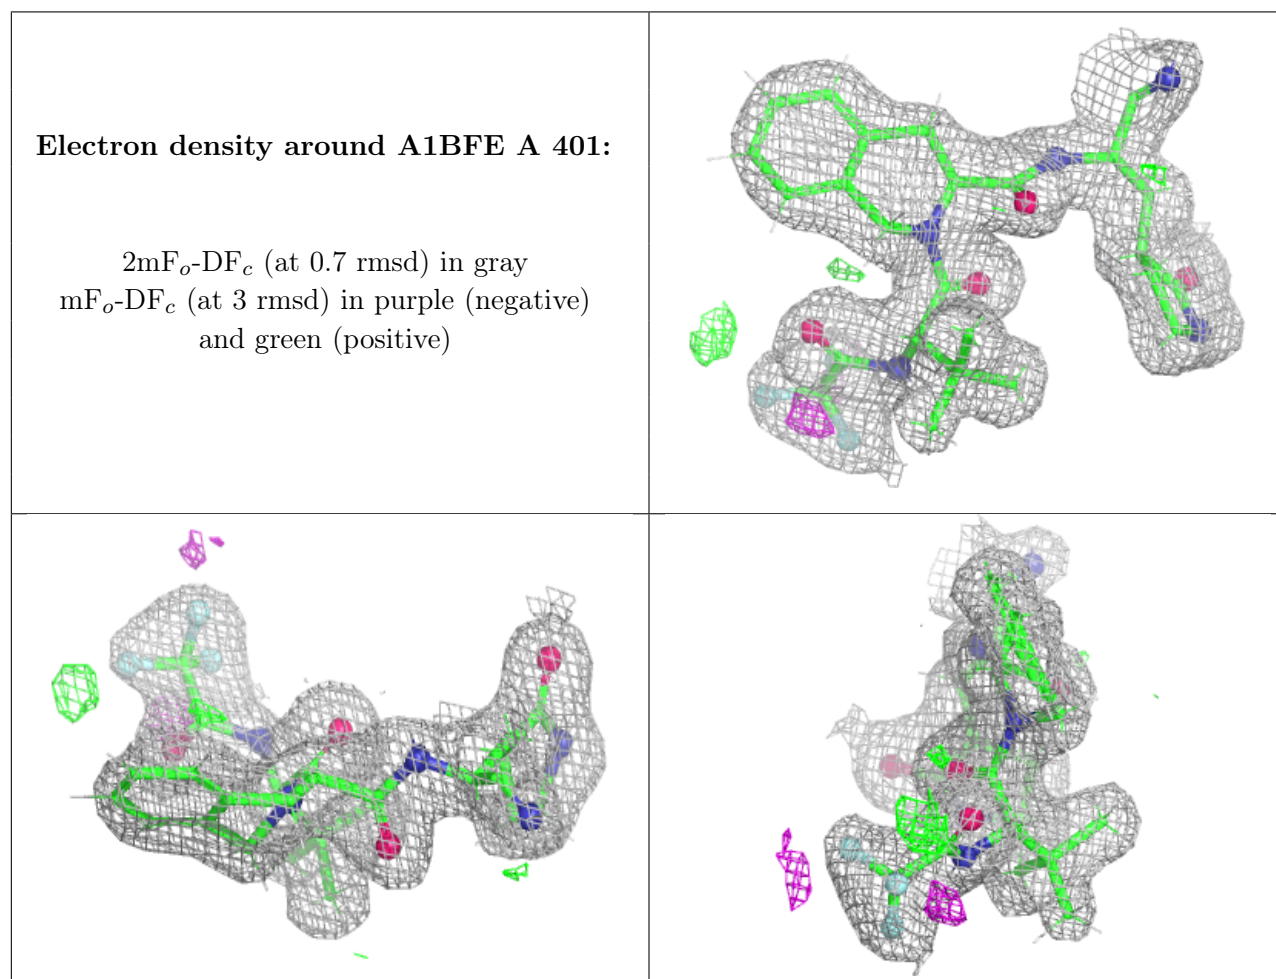 Electron density around A1BFE A 401:
2mFₒ-DF𝒸 (at 0.7 rmsd) in gray
mFₒ-DF𝒸 (at 3 rmsd) in purple (negative)
and green (positive)